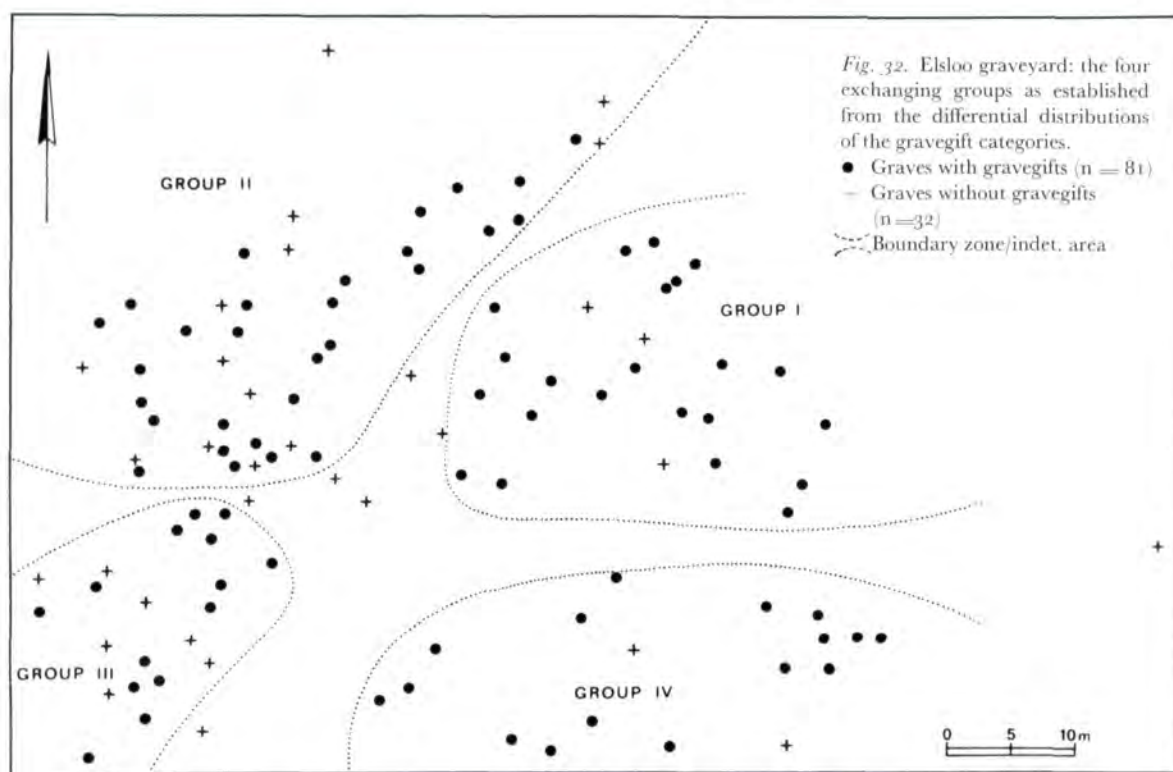 Fig. 32. Elsloo graveyard: the four
exchanging groups as established
from the differential distributions
of the gravegift categories.
● Graves with gravegifts (n = 81)
+ Graves without gravegifts
(n =32)
Boundary zone/indet. area
GROUP II
GROUP I
GROUP III
GROUP IV
0 5 10 m